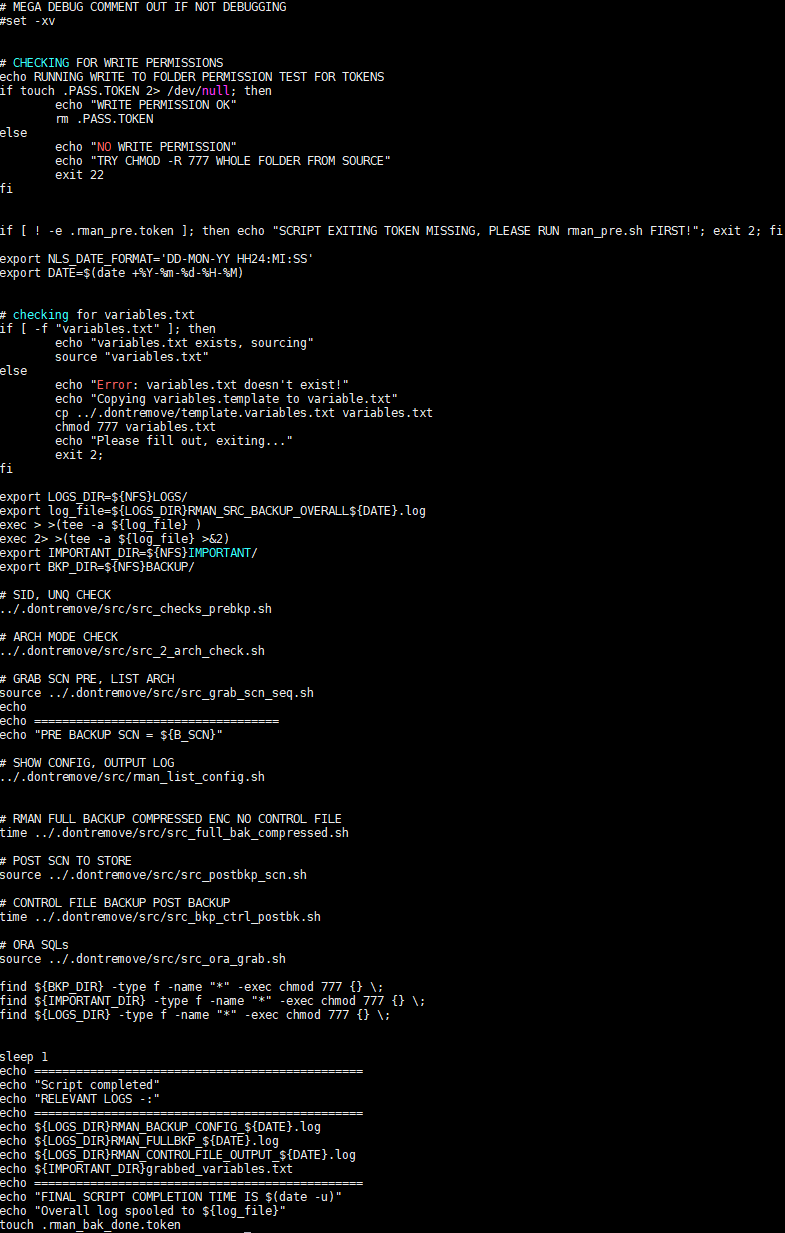 # MEGA DEBUG COMMENT OUT IF NOT DEBUGGING
#set -xv
# CHECKING FOR WRITE PERMISSIONS
echo RUNNING WRITE TO FOLDER PERMISSION TEST FOR TOKENS
if touch .PASS.TOKEN 2> /dev/null; then
echo "WRITE PERMISSION OK"
rm .PASS.TOKEN
else
echo "NO WRITE PERMISSION"
echo "TRY CHMOD -R 777 WHOLE FOLDER FROM SOURCE"
exit 22
fi
if [ ! -e .rman_pre.token ]; then echo "SCRIPT EXITING TOKEN MISSING, PLEASE RUN rman_pre.sh FIRST!"; exit 2; fi
export NLS_DATE_FORMAT='DD-MON-YY HH24:MI:SS'
export DATE=$(date +%Y-%m-%d-%H-%M)
# checking for variables.txt
if [ -f "variables.txt" ]; then
echo "variables.txt exists, sourcing"
source "variables.txt"
else
echo "Error: variables.txt doesn't exist!"
echo "Copying variables.template to variable.txt"
cp ../.dontremove/template.variables.txt variables.txt
chmod 777 variables.txt
echo "Please fill out, exiting..."
exit 2;
fi
export LOGS_DIR=${NFS}LOGS/
export log_file=${LOGS_DIR}RMAN_SRC_BACKUP_OVERALL${DATE}.log
exec > >(tee -a ${log_file} )
exec 2> >(tee -a ${log_file} >&2)
export IMPORTANT_DIR=${NFS}IMPORTANT/
export BKP_DIR=${NFS}BACKUP/
# SID, UNQ CHECK
../.dontremove/src/src_checks_prebkp.sh
# ARCH MODE CHECK
../.dontremove/src/src_2_arch_check.sh
# GRAB SCN PRE, LIST ARCH
source ../.dontremove/src/src_grab_scn_seq.sh
echo
echo ===================================
echo "PRE BACKUP SCN = ${B_SCN}"
# SHOW CONFIG, OUTPUT LOG
../.dontremove/src/rman_list_config.sh
# RMAN FULL BACKUP COMPRESSED ENC NO CONTROL FILE
time ../.dontremove/src/src_full_bak_compressed.sh
# POST SCN TO STORE
source ../.dontremove/src/src_postbkp_scn.sh
# CONTROL FILE BACKUP POST BACKUP
time ../.dontremove/src/src_bkp_ctrl_postbk.sh
# ORA SQLs
source ../.dontremove/src/src_ora_grab.sh
find ${BKP_DIR} -type f -name "*" -exec chmod 777 {} \;
find ${IMPORTANT_DIR} -type f -name "*" -exec chmod 777 {} \;
find ${LOGS_DIR} -type f -name "*" -exec chmod 777 {} \;
sleep 1
echo ===============================================
echo "Script completed"
echo "RELEVANT LOGS -:"
echo ===============================================
echo ${LOGS_DIR}RMAN_BACKUP_CONFIG_${DATE}.log
echo ${LOGS_DIR}RMAN_FULLBKP_${DATE}.log
echo ${LOGS_DIR}RMAN_CONTROLFILE_OUTPUT_${DATE}.log
echo ${IMPORTANT_DIR}grabbed_variables.txt
echo ===============================================
echo "FINAL SCRIPT COMPLETION TIME IS $(date -u)"
echo "Overall log spooled to ${log_file}"
touch .rman_bak_done.token